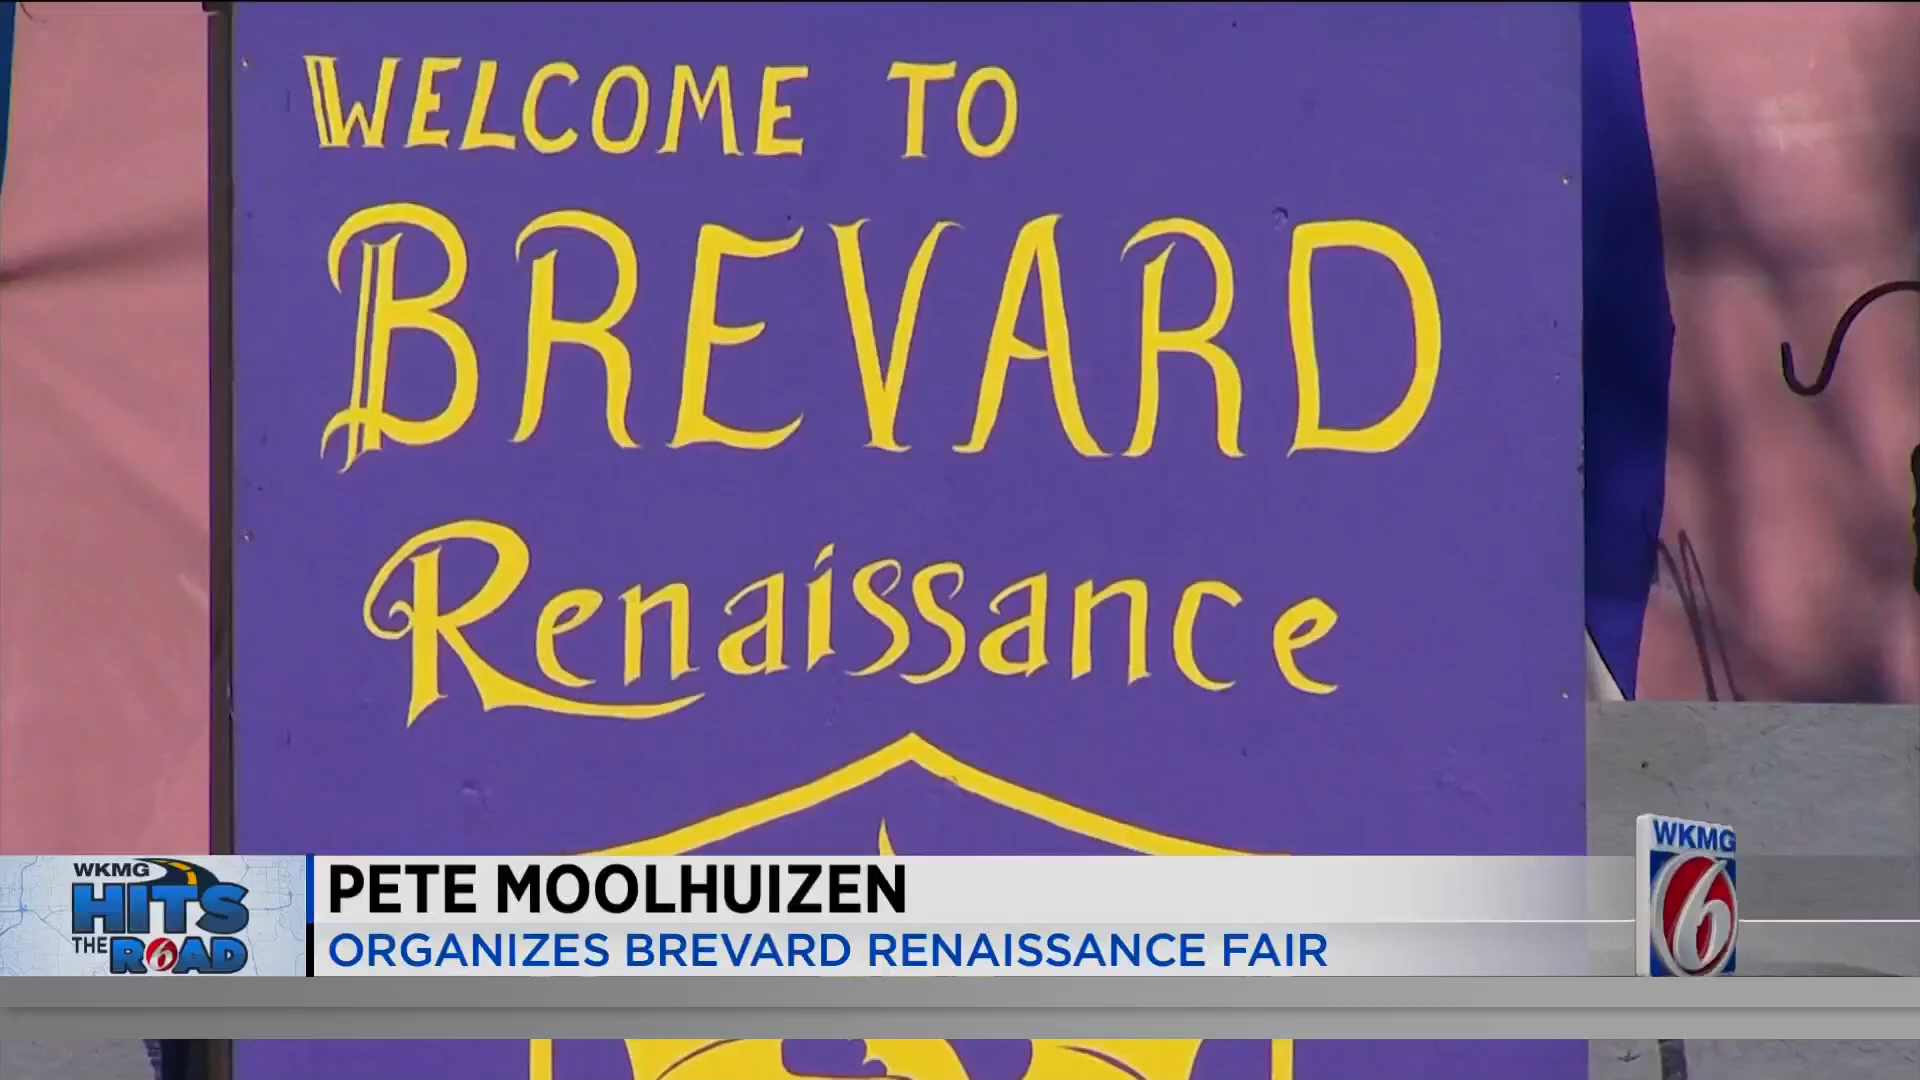 WELCOME TO
BREVARD
Renaissance
WKMG
HITS
THE ROAD
PETE MOOLHUIZEN
ORGANIZES BREVARD RENAISSANCE FAIR
WKMG
6